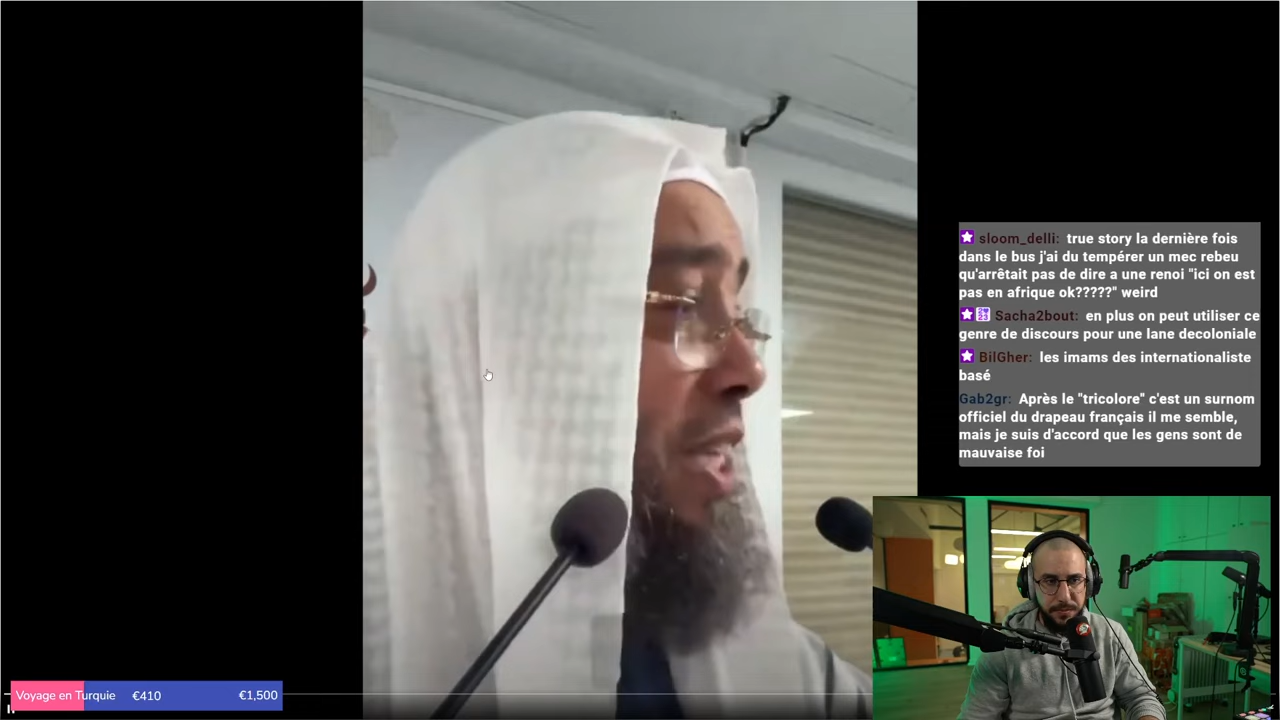 sloom_delli: true story la dernière fois
dans le bus j'ai du tempérer un mec rebeu
qu'arrêtait pas de dire a une renoi "ici on est
pas en afrique ok?????" weird
Sacha2bout: en plus on peut utiliser ce
genre de discours pour une lane decoloniale
BilGher: les imams des internationaliste
basé
Gab2gr: Après le "tricolore" c'est un surnom
officiel du drapeau français il me semble,
mais je suis d'accord que les gens sont de
mauvaise foi
Voyage en Turquie €410 €1,500